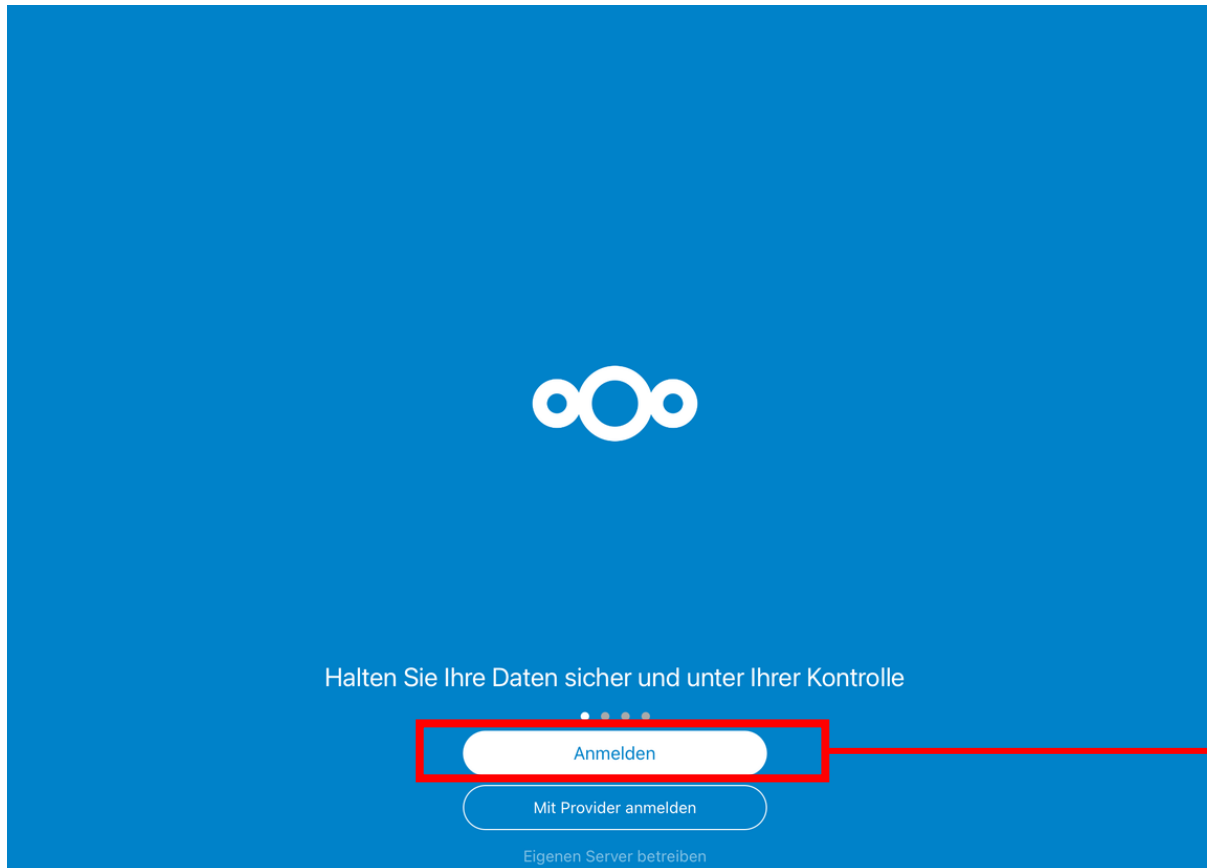 Halten Sie Ihre Daten sicher und unter Ihrer Kontrolle
Anmelden
Mit Provider anmelden
Eigenen Server betreiben